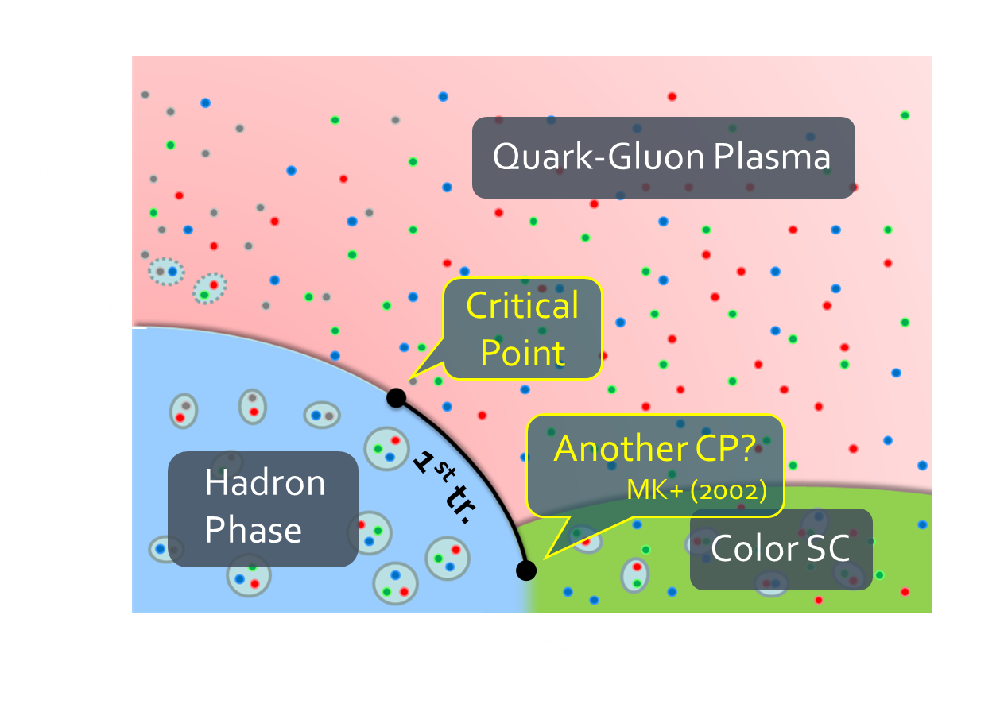 Quark-Gluon Plasma
Critical
Point
Another CP?
MK+ (2002)
1st tr.
Hadron
Phase
Color SC